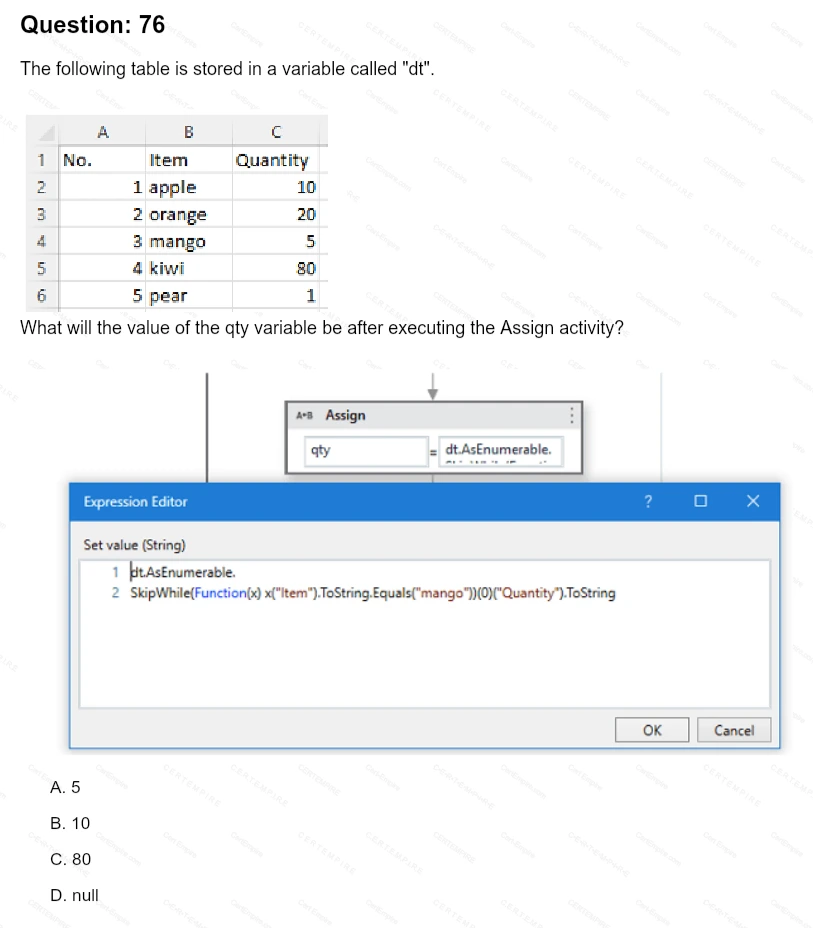 Question: 76
The following table is stored in a variable called "dt".
A B C
1 No. Item Quantity
2 1 apple 10
3 2 orange 20
4 3 mango 5
5 4 kiwi 80
6 5 pear 1
What will the value of the qty variable be after executing the Assign activity?
A•B Assign
qty = dt.AsEnumerable.
Expression Editor ?
Set value (String)
1 dt.AsEnumerable.
2 SkipWhile(Function(x) x("Item").ToString.Equals("mango"))(0)("Quantity").ToString
OK Cancel
A. 5
B. 10
C. 80
D. null